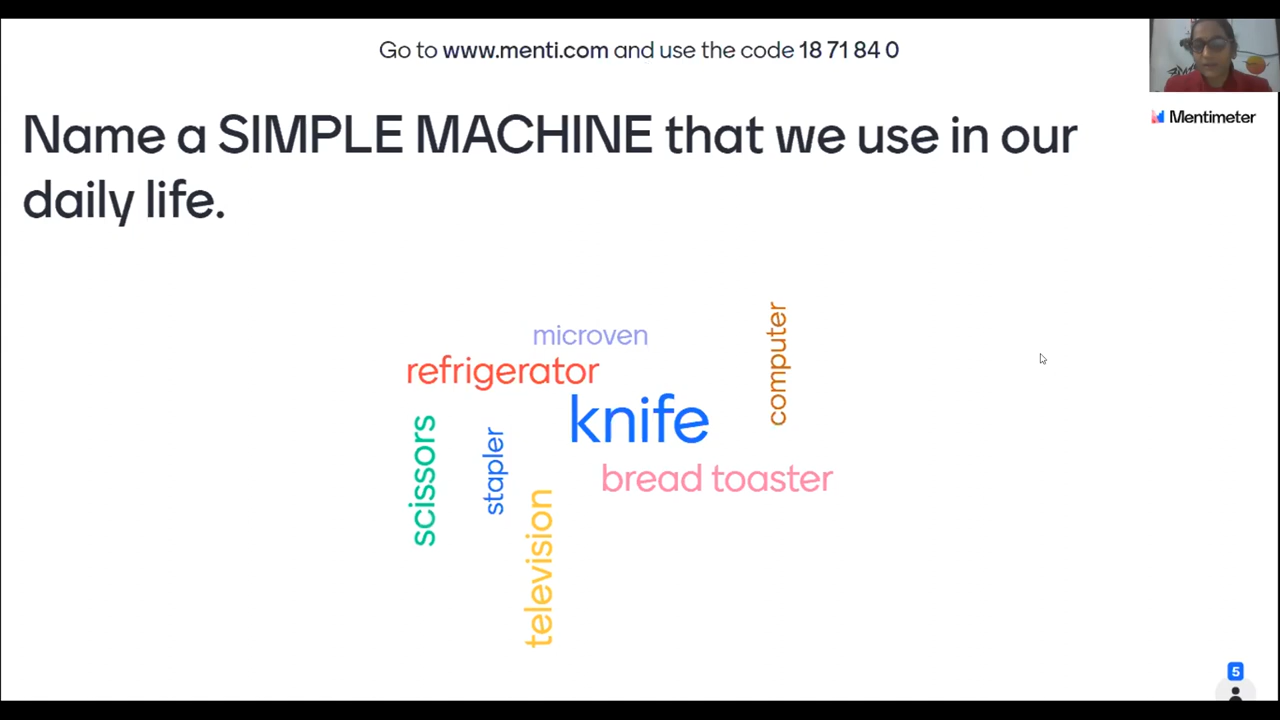 Go to www.menti.com and use the code 18 71 84 0
Mentimeter
Name a SIMPLE MACHINE that we use in our
daily life.
microven
computer
refrigerator
knife
scissors
stapler
bread toaster
television
5